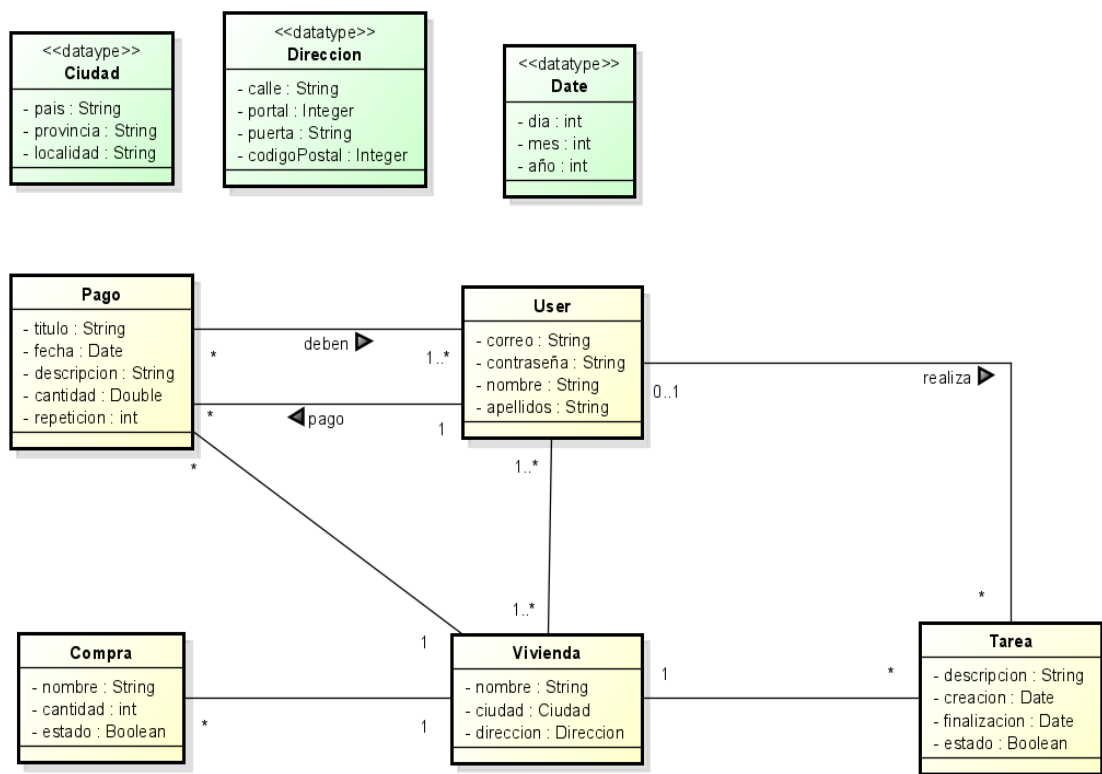 <<dataype>>
Ciudad
- pais : String
- provincia : String
- localidad : String
<<datatype>>
Direccion
- calle : String
- portal : Integer
- puerta : String
- codigoPostal : Integer
<<datatype>>
Date
- dia : int
- mes : int
- año : int
Pago
- titulo : String
- fecha : Date
- descripcion : String
- cantidad : Double
- repeticion : int
User
- correo : String
- contraseña : String
- nombre : String
- apellidos : String
* deben 1..*
* pago 1
0..1 realiza *
* 1
1..* 1..*
Compra
- nombre : String
- cantidad : int
- estado : Boolean
* 1
Vivienda
- nombre : String
- ciudad : Ciudad
- direccion : Direccion
1 *
Tarea
- descripcion : String
- creacion : Date
- finalizacion : Date
- estado : Boolean